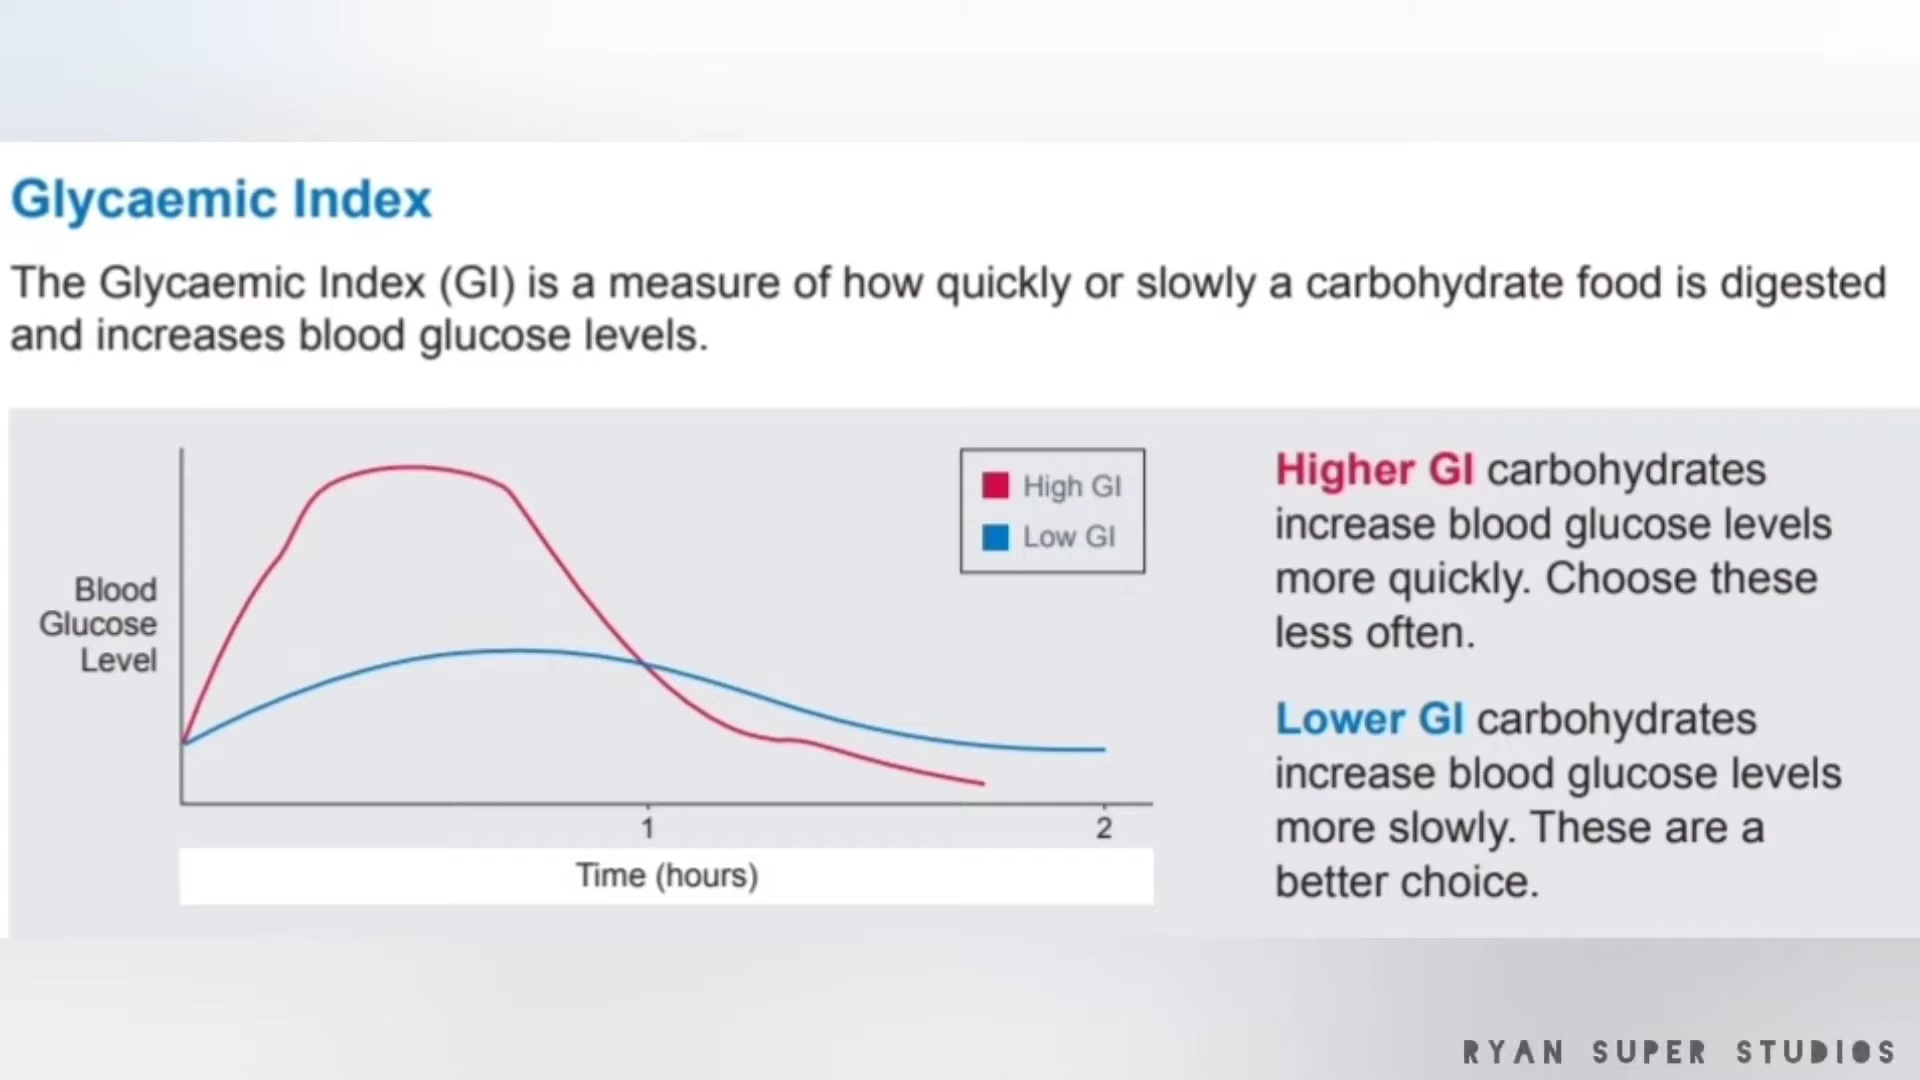 Glycaemic Index
The Glycaemic Index (GI) is a measure of how quickly or slowly a carbohydrate food is digested
and increases blood glucose levels.
Blood
Glucose
Level
High GI
Low GI
1
2
Time (hours)
Higher GI carbohydrates
increase blood glucose levels
more quickly. Choose these
less often.
Lower GI carbohydrates
increase blood glucose levels
more slowly. These are a
better choice.
RYAN SUPER STUDIOS